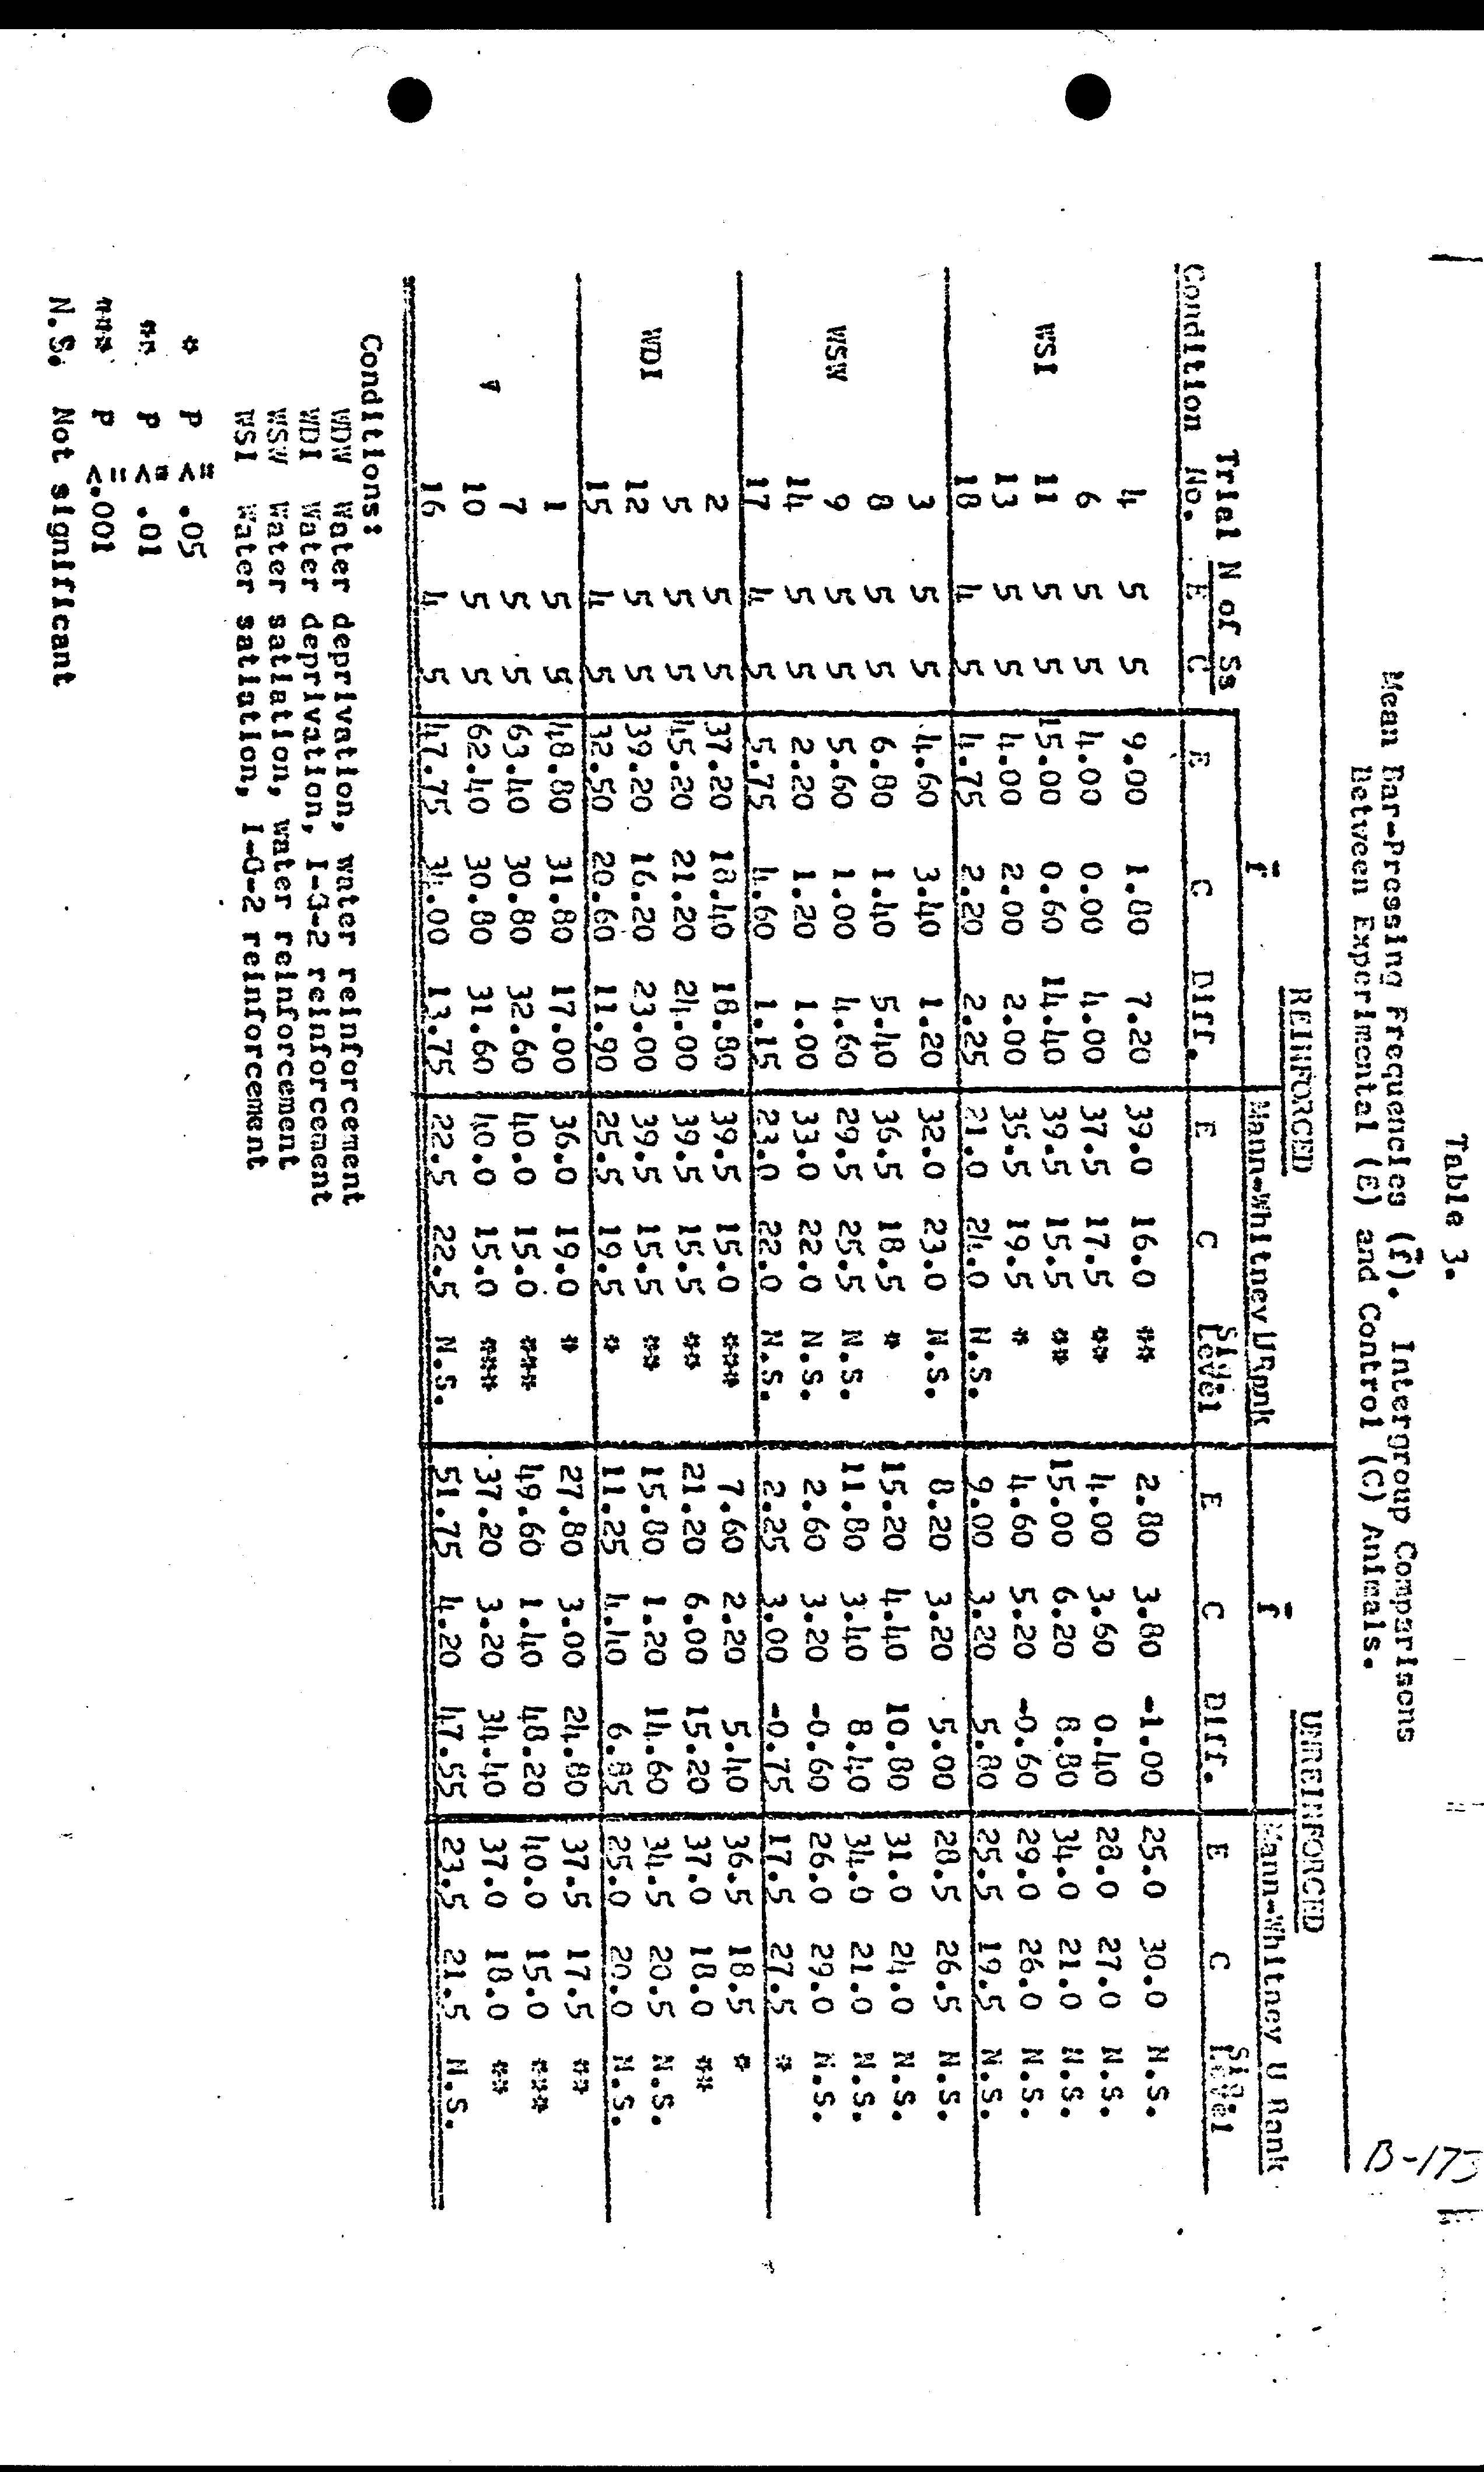 B-173
Table 3.
Mean Bar-Pressing Frequencies (f̄). Intergroup Comparisons
Between Experimental (E) and Control (C) Animals.
REINFORCED UNREINFORCED
f̄ Mann-Whitney U Rank f̄ Mann-Whitney U Rank
Trial N of Ss Sig. Sig.
Condition No. E C E C Diff. E C Level E C Diff. E C Level
4 5 5 9.00 1.80 7.20 39.0 16.0 ** 2.80 3.80 -1.00 25.0 30.0 N.S.
6 5 5 4.00 0.00 4.00 37.5 17.5 ** 4.00 3.60 0.40 28.0 27.0 N.S.
WSI 11 5 5 15.00 0.60 14.40 39.5 15.5 ** 15.00 6.20 8.80 34.0 21.0 N.S.
13 5 5 4.00 2.00 2.00 35.5 19.5 * 4.60 5.20 -0.60 29.0 26.0 N.S.
18 4 5 4.75 2.20 2.25 21.0 24.0 N.S. 9.00 3.20 5.80 25.5 19.5 N.S.
3 5 5 4.60 3.40 1.20 32.0 23.0 N.S. 8.20 3.20 5.00 28.5 26.5 N.S.
8 5 5 6.80 1.40 5.40 36.5 18.5 * 15.20 4.40 10.80 31.0 24.0 N.S.
WSW 9 5 5 5.60 1.00 4.60 29.5 25.5 N.S. 11.80 3.40 8.40 34.0 21.0 N.S.
14 5 5 2.20 1.20 1.00 33.0 22.0 N.S. 2.60 3.20 -0.60 26.0 29.0 N.S.
17 4 5 5.75 4.60 1.15 23.0 22.0 N.S. 2.25 3.00 -0.75 17.5 27.5 *
2 5 5 37.20 18.40 18.80 39.5 15.0 *** 7.60 2.20 5.40 36.5 18.5 *
5 5 5 45.20 21.20 24.00 39.5 15.5 ** 21.20 6.00 15.20 37.0 18.0 **
WDI 12 5 5 39.20 16.20 23.00 39.5 15.5 ** 15.80 1.20 14.60 34.5 20.5 N.S.
15 4 5 32.50 20.60 11.90 25.5 19.5 * 11.25 4.40 6.85 25.0 20.0 N.S.
1 5 5 48.80 31.80 17.00 36.0 19.0 * 27.80 3.00 24.80 37.5 17.5 **
7 5 5 63.40 30.80 32.60 40.0 15.0 *** 49.60 1.40 48.20 40.0 15.0 ***
10 5 5 62.40 30.80 31.60 40.0 15.0 *** 37.20 3.20 34.40 37.0 18.0 **
16 4 5 47.75 34.00 13.75 22.5 22.5 N.S. 51.75 4.20 47.55 23.5 21.5 N.S.
Conditions:
WDW Water deprivation, water reinforcement
WDI Water deprivation, I-O-2 reinforcement
WSW Water satiation, water reinforcement
WSI Water satiation, I-O-2 reinforcement
* P <= .05
** P <= .01
*** P <= .001
N.S. Not significant